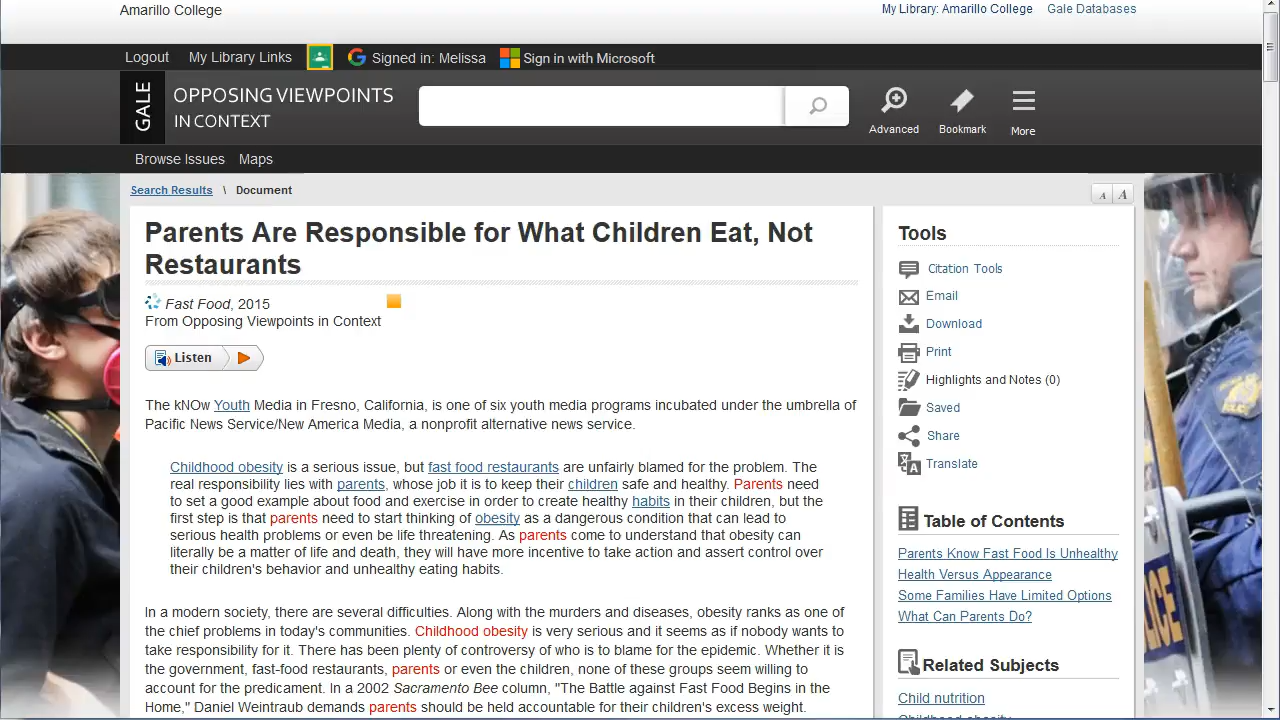 Amarillo College
My Library: Amarillo College Gale Databases
Logout My Library Links Signed in: Melissa Sign in with Microsoft
GALE
OPPOSING VIEWPOINTS
IN CONTEXT
Advanced Bookmark More
Browse Issues Maps
Search Results \ Document
A A
Parents Are Responsible for What Children Eat, Not
Restaurants
Fast Food, 2015
From Opposing Viewpoints in Context
Listen
The kNOw Youth Media in Fresno, California, is one of six youth media programs incubated under the umbrella of
Pacific News Service/New America Media, a nonprofit alternative news service.
Childhood obesity is a serious issue, but fast food restaurants are unfairly blamed for the problem. The
real responsibility lies with parents, whose job it is to keep their children safe and healthy. Parents need
to set a good example about food and exercise in order to create healthy habits in their children, but the
first step is that parents need to start thinking of obesity as a dangerous condition that can lead to
serious health problems or even be life threatening. As parents come to understand that obesity can
literally be a matter of life and death, they will have more incentive to take action and assert control over
their children's behavior and unhealthy eating habits.
In a modern society, there are several difficulties. Along with the murders and diseases, obesity ranks as one of
the chief problems in today's communities. Childhood obesity is very serious and it seems as if nobody wants to
take responsibility for it. There has been plenty of controversy of who is to blame for the epidemic. Whether it is
the government, fast-food restaurants, parents or even the children, none of these groups seem willing to
account for the predicament. In a 2002 Sacramento Bee column, "The Battle against Fast Food Begins in the
Home," Daniel Weintraub demands parents should be held accountable for their children's excess weight.
Tools
Citation Tools
Email
Download
Print
Highlights and Notes (0)
Saved
Share
Translate
Table of Contents
Parents Know Fast Food Is Unhealthy
Health Versus Appearance
Some Families Have Limited Options
What Can Parents Do?
Related Subjects
Child nutrition
Childhood obesity
POLICE